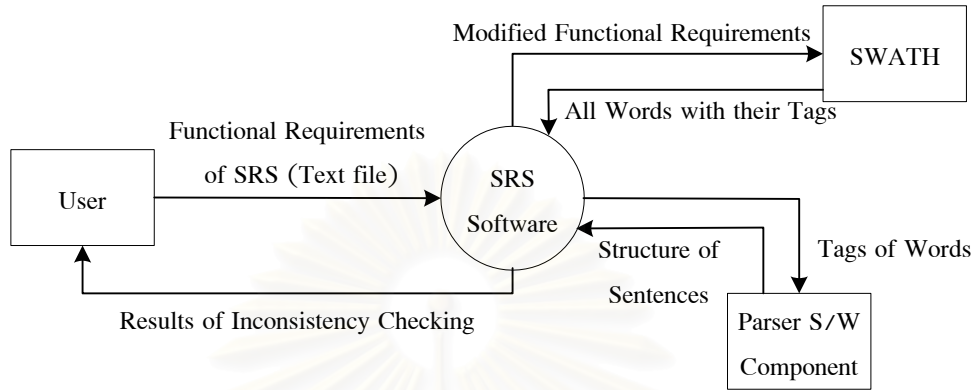 Modified Functional Requirements
SWATH
All Words with their Tags
Functional Requirements
of SRS (Text file)
User
SRS
Software
Structure of
Sentences
Tags of Words
Results of Inconsistency Checking
Parser S/W
Component